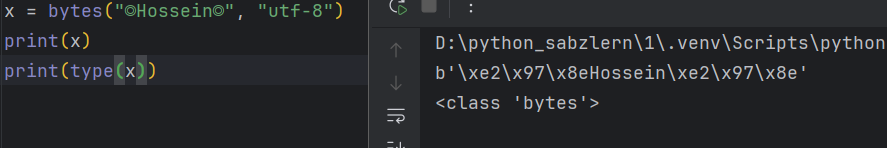 x = bytes("◎Hossein◎", "utf-8")
print(x)
print(type(x))
D:\python_sabzlern\1\.venv\Scripts\python
b'\xe2\x97\x8eHossein\xe2\x97\x8e'
<class 'bytes'>